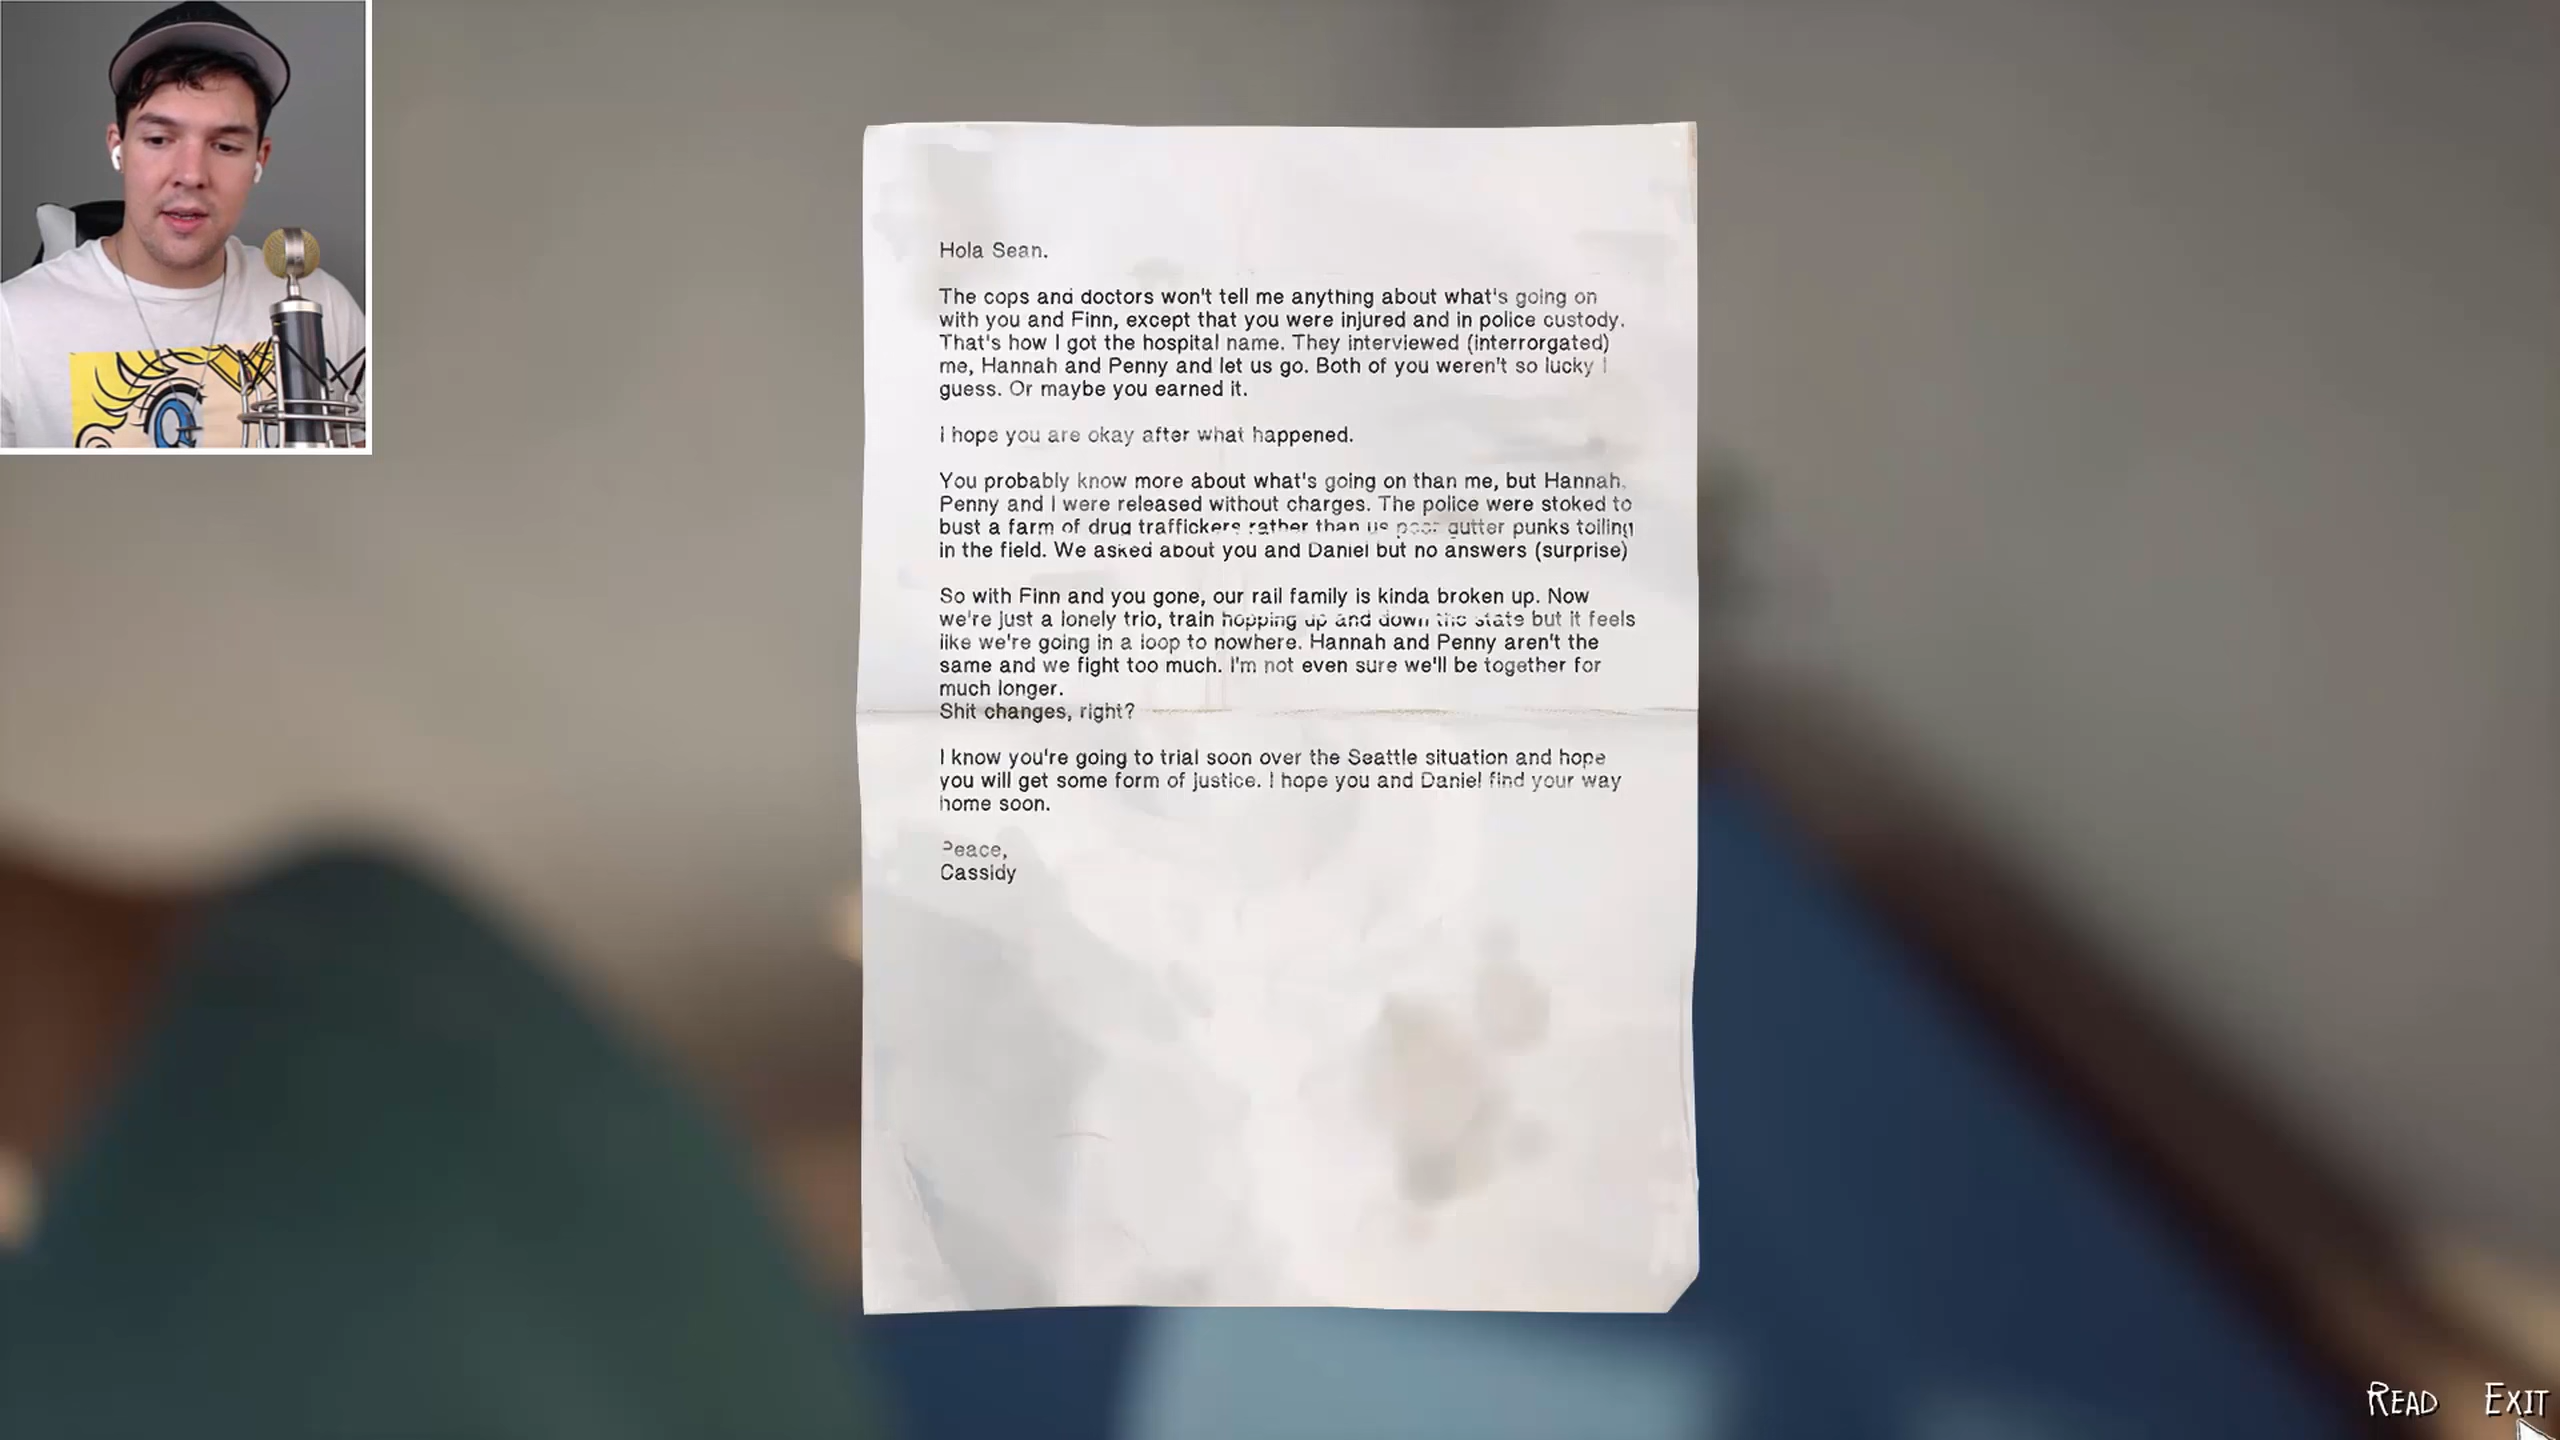 Hola Sean.
The cops and doctors won't tell me anything about what's going on
with you and Finn, except that you were injured and in police custody.
That's how I got the hospital name. They interviewed (interrorgated)
me, Hannah and Penny and let us go. Both of you weren't so lucky I
guess. Or maybe you earned it.
I hope you are okay after what happened.
You probably know more about what's going on than me, but Hannah,
Penny and I were released without charges. The police were stoked to
bust a farm of drug traffickers rather than us poor gutter punks toiling
in the field. We asked about you and Daniel but no answers (surprise)
So with Finn and you gone, our rail family is kinda broken up. Now
we're just a lonely trio, train hopping up and down the state but it feels
like we're going in a loop to nowhere. Hannah and Penny aren't the
same and we fight too much. I'm not even sure we'll be together for
much longer.
Shit changes, right?
I know you're going to trial soon over the Seattle situation and hope
you will get some form of justice. I hope you and Daniel find your way
home soon.
Peace,
Cassidy
READ EXIT